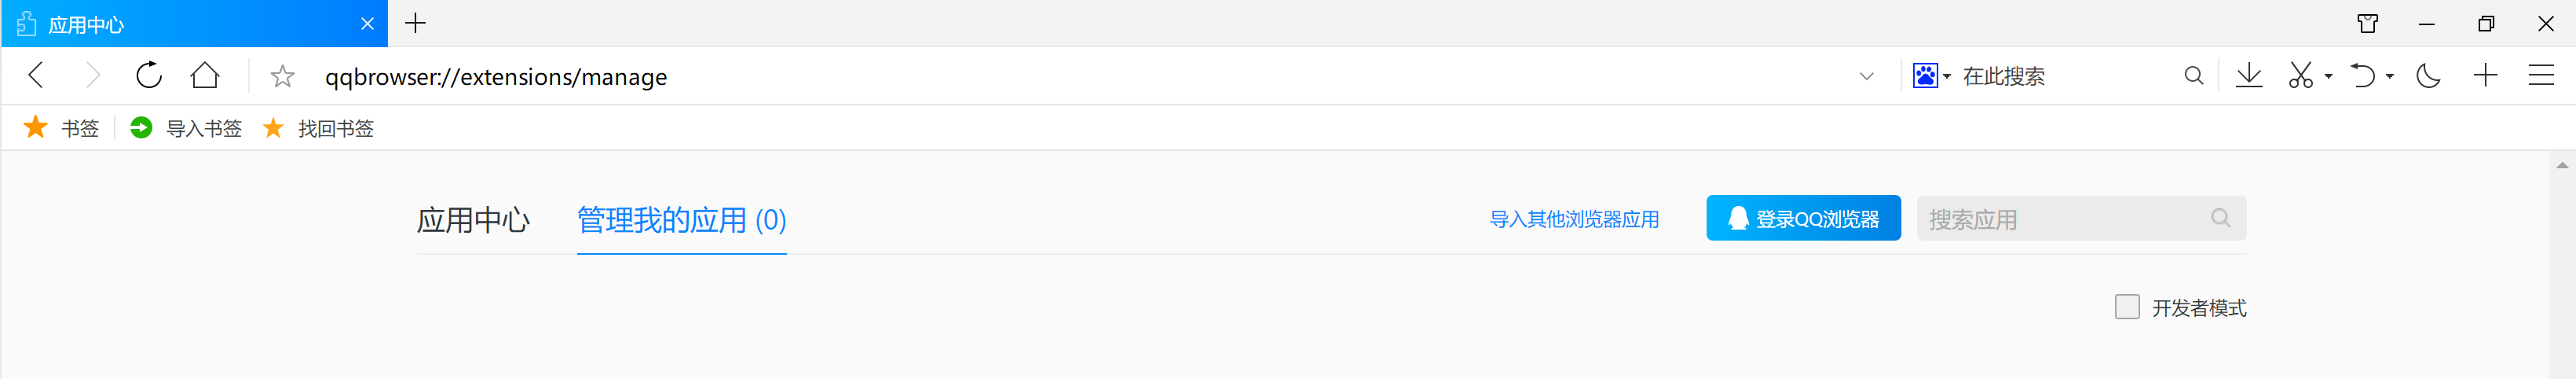 应用中心
qqbrowser://extensions/manage 在此搜索
书签 导入书签 找回书签
应用中心 管理我的应用 (0) 导入其他浏览器应用 登录QQ浏览器 搜索应用
开发者模式